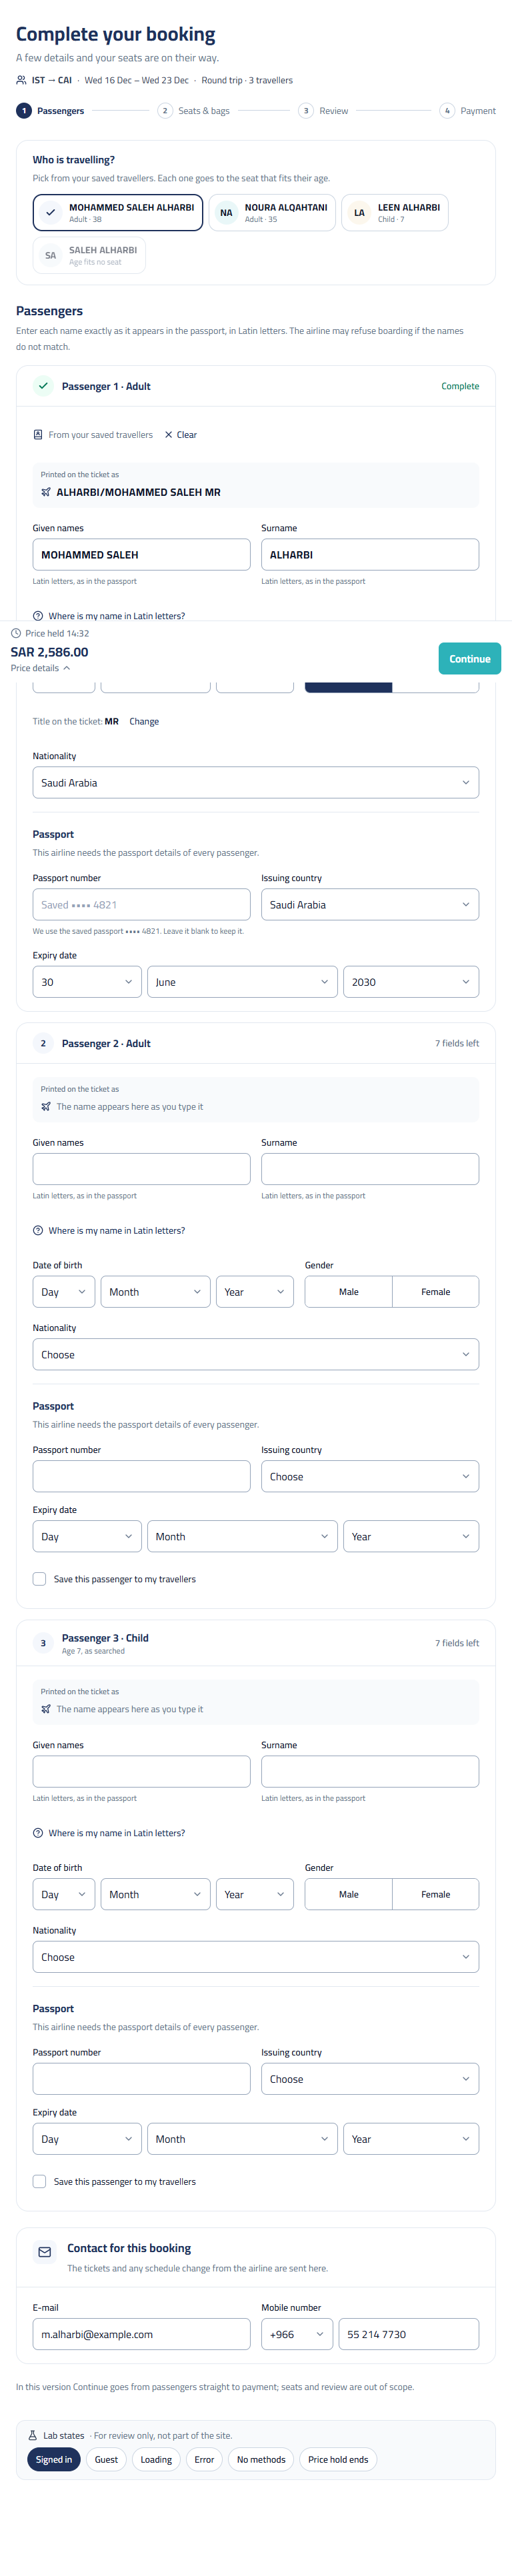 Complete your booking
A few details and your seats are on their way.
IST → CAI · Wed 16 Dec – Wed 23 Dec · Round trip · 3 travellers
1 Passengers 2 Seats & bags 3 Review 4 Payment
Who is travelling?
Pick from your saved travellers. Each one goes to the seat that fits their age.
MOHAMMED SALEH ALHARBI
Adult · 38
NA NOURA ALQAHTANI
Adult · 35
LA LEEN ALHARBI
Child · 7
SA SALEH ALHARBI
Age fits no seat
Passengers
Enter each name exactly as it appears in the passport, in Latin letters. The airline may refuse boarding if the names
do not match.
Passenger 1 · Adult Complete
From your saved travellers Clear
Printed on the ticket as
ALHARBI/MOHAMMED SALEH MR
Given names Surname
MOHAMMED SALEH ALHARBI
Latin letters, as in the passport Latin letters, as in the passport
Where is my name in Latin letters?
Price held 14:32
SAR 2,586.00
Price details
Continue
Title on the ticket: MR Change
Nationality
Saudi Arabia
Passport
This airline needs the passport details of every passenger.
Passport number Issuing country
Saved •••• 4821 Saudi Arabia
We use the saved passport •••• 4821. Leave it blank to keep it.
Expiry date
30 June 2030
2 Passenger 2 · Adult 7 fields left
Printed on the ticket as
The name appears here as you type it
Given names Surname
Latin letters, as in the passport Latin letters, as in the passport
Where is my name in Latin letters?
Date of birth Gender
Day Month Year Male Female
Nationality
Choose
Passport
This airline needs the passport details of every passenger.
Passport number Issuing country
Choose
Expiry date
Day Month Year
Save this passenger to my travellers
3 Passenger 3 · Child 7 fields left
Age 7, as searched
Printed on the ticket as
The name appears here as you type it
Given names Surname
Latin letters, as in the passport Latin letters, as in the passport
Where is my name in Latin letters?
Date of birth Gender
Day Month Year Male Female
Nationality
Choose
Passport
This airline needs the passport details of every passenger.
Passport number Issuing country
Choose
Expiry date
Day Month Year
Save this passenger to my travellers
Contact for this booking
The tickets and any schedule change from the airline are sent here.
E-mail Mobile number
m.alharbi@example.com +966 55 214 7730
In this version Continue goes from passengers straight to payment; seats and review are out of scope.
Lab states · For review only, not part of the site.
Signed in Guest Loading Error No methods Price hold ends